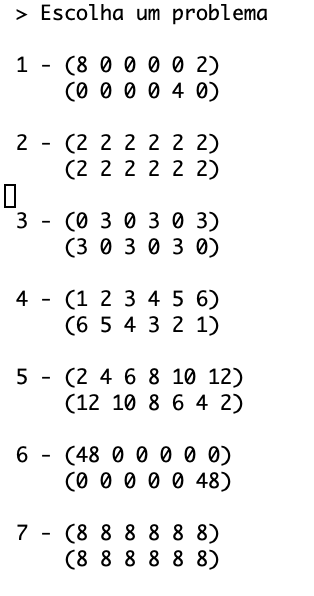 > Escolha um problema
1 - (8 0 0 0 0 2)
(0 0 0 0 4 0)
2 - (2 2 2 2 2 2)
(2 2 2 2 2 2)
3 - (0 3 0 3 0 3)
(3 0 3 0 3 0)
4 - (1 2 3 4 5 6)
(6 5 4 3 2 1)
5 - (2 4 6 8 10 12)
(12 10 8 6 4 2)
6 - (48 0 0 0 0 0)
(0 0 0 0 0 48)
7 - (8 8 8 8 8 8)
(8 8 8 8 8 8)